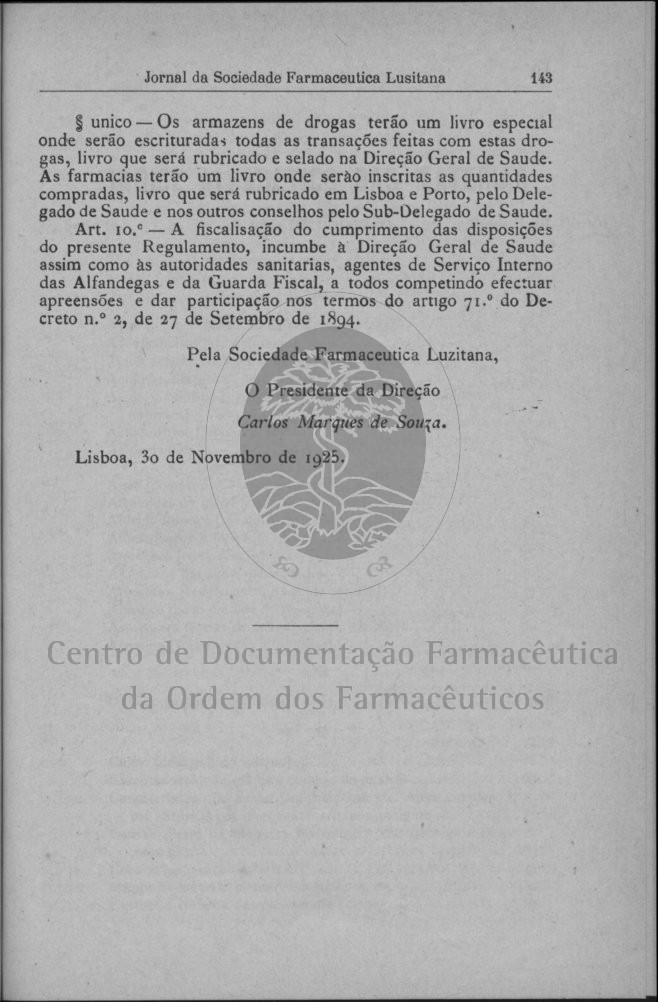 Jornal da Sociedade Farmaceutica Lusitana 143
§ unico — Os armazens de drogas terão um livro especial
onde serão escrituradas todas as transações feitas com estas dro-
gas, livro que será rubricado e selado na Direção Geral de Saude.
As farmacias terão um livro onde serào inscritas as quantidades
compradas, livro que será rubricado em Lisboa e Porto, pelo Dele-
gado de Saude e nos outros conselhos pelo Sub-Delegado de Saude.
Art. 10.º — A fiscalisação do cumprimento das disposições
do presente Regulamento, incumbe à Direção Geral de Saude
assim como às autoridades sanitarias, agentes de Serviço Interno
das Alfandegas e da Guarda Fiscal, a todos competindo efectuar
apreensões e dar participação nos termos do artigo 71.º do De-
creto n.º 2, de 27 de Setembro de 1894.
Pela Sociedade Farmaceutica Luzitana,
O Presidente da Direção
Carlos Marques de Souza.
Lisboa, 30 de Novembro de 1925.
Centro de Documentação Farmacêutica
da Ordem dos Farmacêuticos